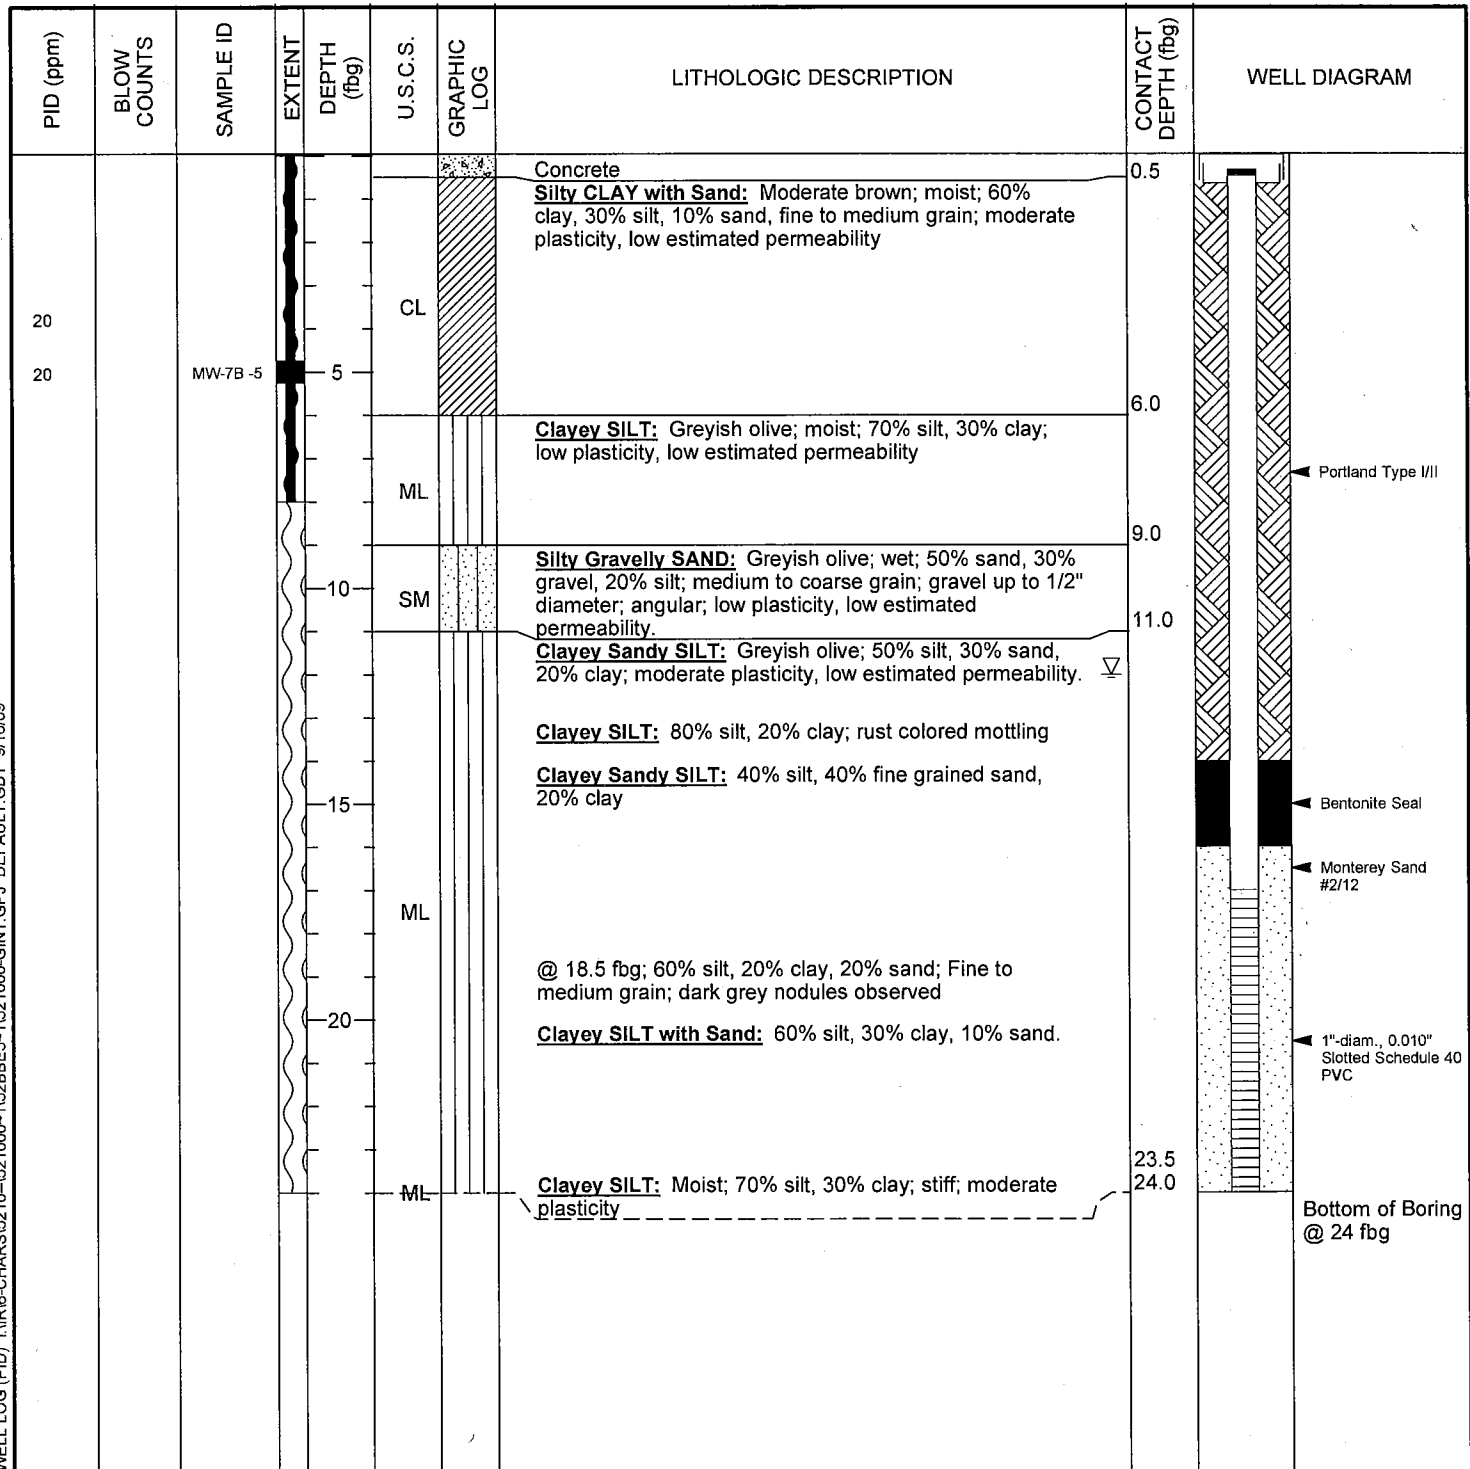 PID (ppm)
BLOW
COUNTS
SAMPLE ID
EXTENT
DEPTH
(fbg)
U.S.C.S.
GRAPHIC
LOG
LITHOLOGIC DESCRIPTION
CONTACT
DEPTH (fbg)
WELL DIAGRAM
Concrete
0.5
Silty CLAY with Sand: Moderate brown; moist; 60%
clay, 30% silt, 10% sand, fine to medium grain; moderate
plasticity, low estimated permeability
CL
20
20
MW-7B -5
5
6.0
Clayey SILT: Greyish olive; moist; 70% silt, 30% clay;
low plasticity, low estimated permeability
Portland Type I/II
ML
9.0
Silty Gravelly SAND: Greyish olive; wet; 50% sand, 30%
gravel, 20% silt; medium to coarse grain; gravel up to 1/2"
diameter; angular; low plasticity, low estimated
permeability.
10
SM
11.0
Clayey Sandy SILT: Greyish olive; 50% silt, 30% sand,
20% clay; moderate plasticity, low estimated permeability.
Clayey SILT: 80% silt, 20% clay; rust colored mottling
Clayey Sandy SILT: 40% silt, 40% fine grained sand,
20% clay
15
Bentonite Seal
Monterey Sand
#2/12
ML
@ 18.5 fbg; 60% silt, 20% clay, 20% sand; Fine to
medium grain; dark grey nodules observed
20
Clayey SILT with Sand: 60% silt, 30% clay, 10% sand.
1"-diam., 0.010"
Slotted Schedule 40
PVC
23.5
ML
Clayey SILT: Moist; 70% silt, 30% clay; stiff; moderate
plasticity
24.0
Bottom of Boring
@ 24 fbg
WELL LOG (PID)
DEFAULT.GDT